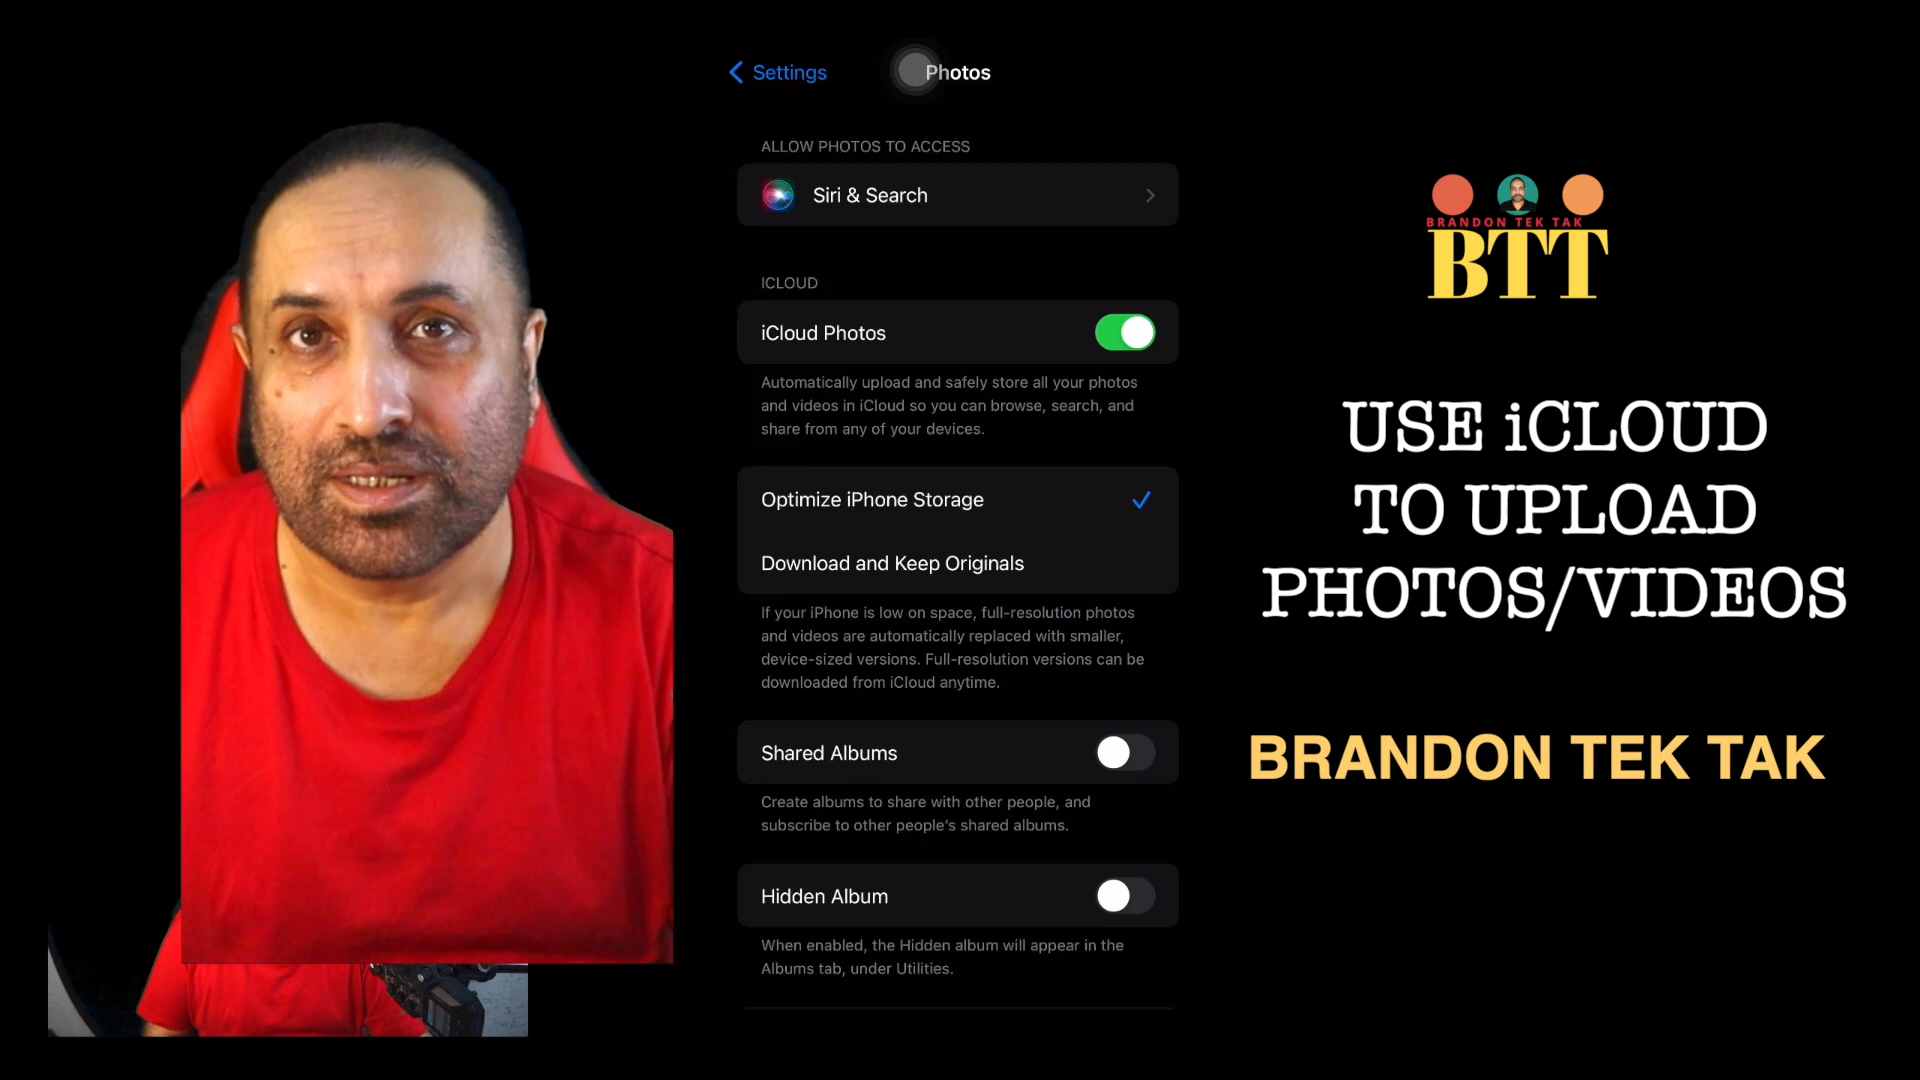 Settings
Photos
ALLOW PHOTOS TO ACCESS
Siri & Search
ICLOUD
iCloud Photos
Automatically upload and safely store all your photos
and videos in iCloud so you can browse, search, and
share from any of your devices.
Optimize iPhone Storage
Download and Keep Originals
If your iPhone is low on space, full-resolution photos
and videos are automatically replaced with smaller,
device-sized versions. Full-resolution versions can be
downloaded from iCloud anytime.
Shared Albums
Create albums to share with other people, and
subscribe to other people's shared albums.
Hidden Album
When enabled, the Hidden album will appear in the
Albums tab, under Utilities.
BRANDON TEK TAK
BTT
USE iCLOUD
TO UPLOAD
PHOTOS/VIDEOS
BRANDON TEK TAK